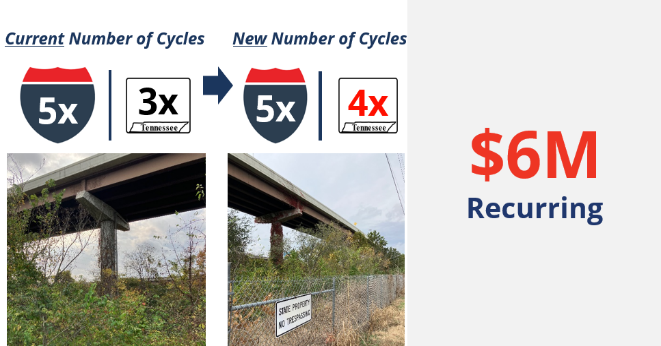 Current Number of Cycles
New Number of Cycles
5x
3x
Tennessee
5x
4x
Tennessee
$6M
Recurring
STATE PROPERTY
NO TRESPASSING